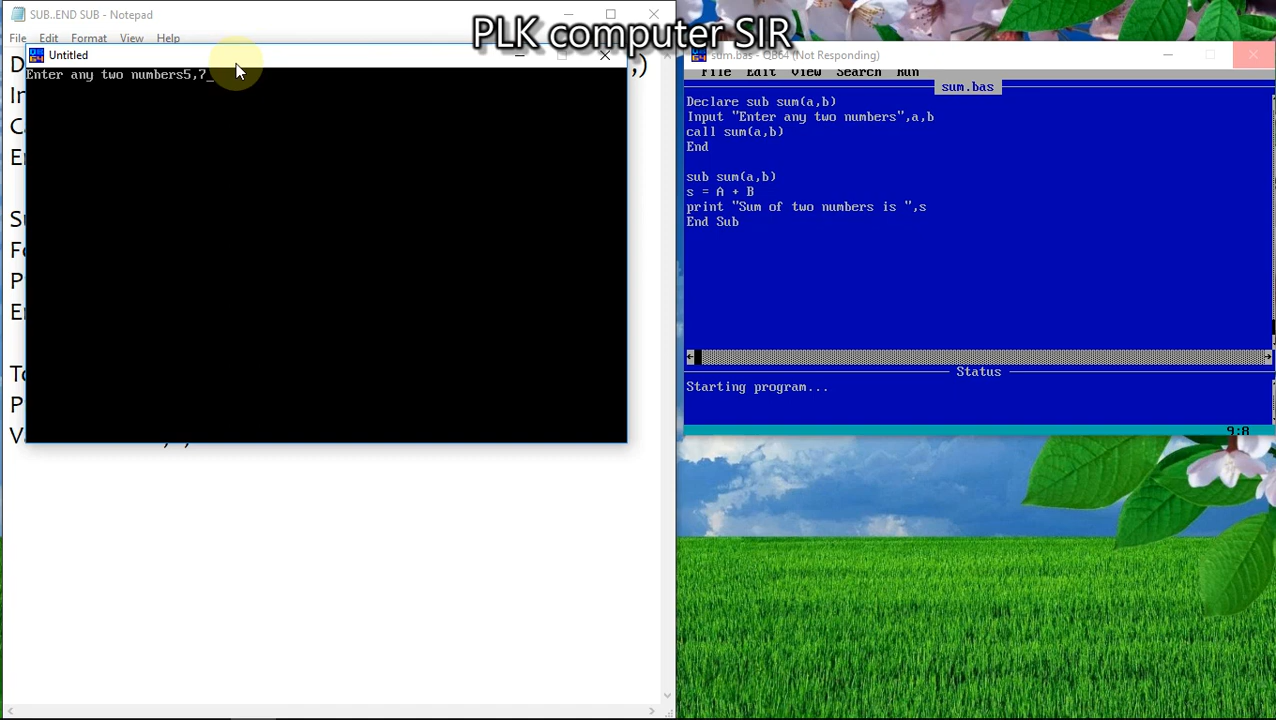 SUB..END SUB - Notepad
PLK computer SIR
File Edit Format View Help
Untitled
Enter any two numbers5,7_
,)
sum.bas - QB64 (Not Responding)
File Edit View Search Run
sum.bas
Declare sub sum(a,b)
Input "Enter any two numbers",a,b
call sum(a,b)
End
sub sum(a,b)
s = A + B
print "Sum of two numbers is ",s
End Sub
Status
Starting program...
9:8